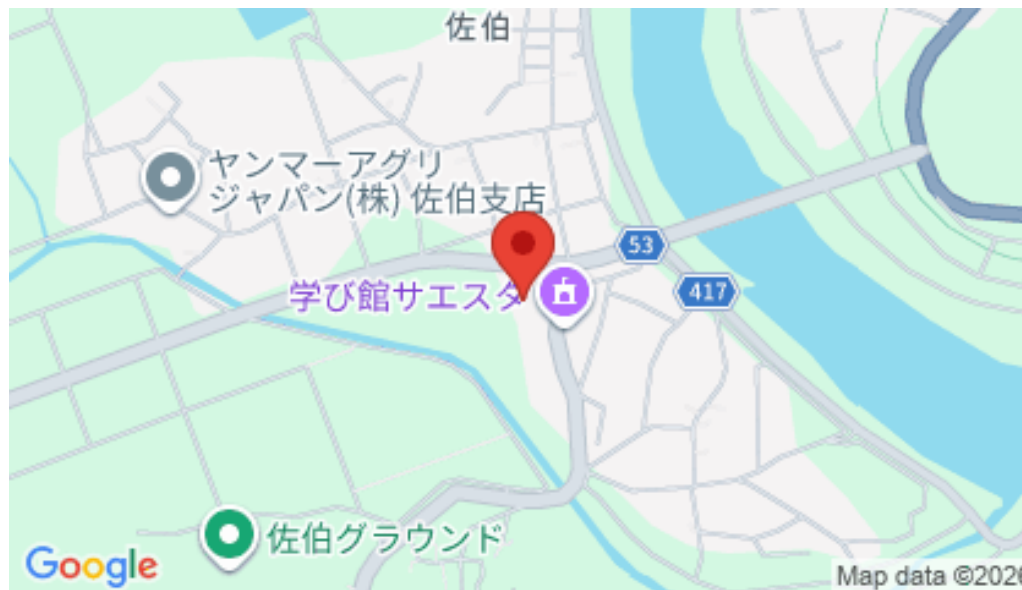 佐伯
ヤンマーアグリ
ジャパン(株) 佐伯支店
53
学び館サエスタ
417
佐伯グラウンド
Google
Map data ©2026